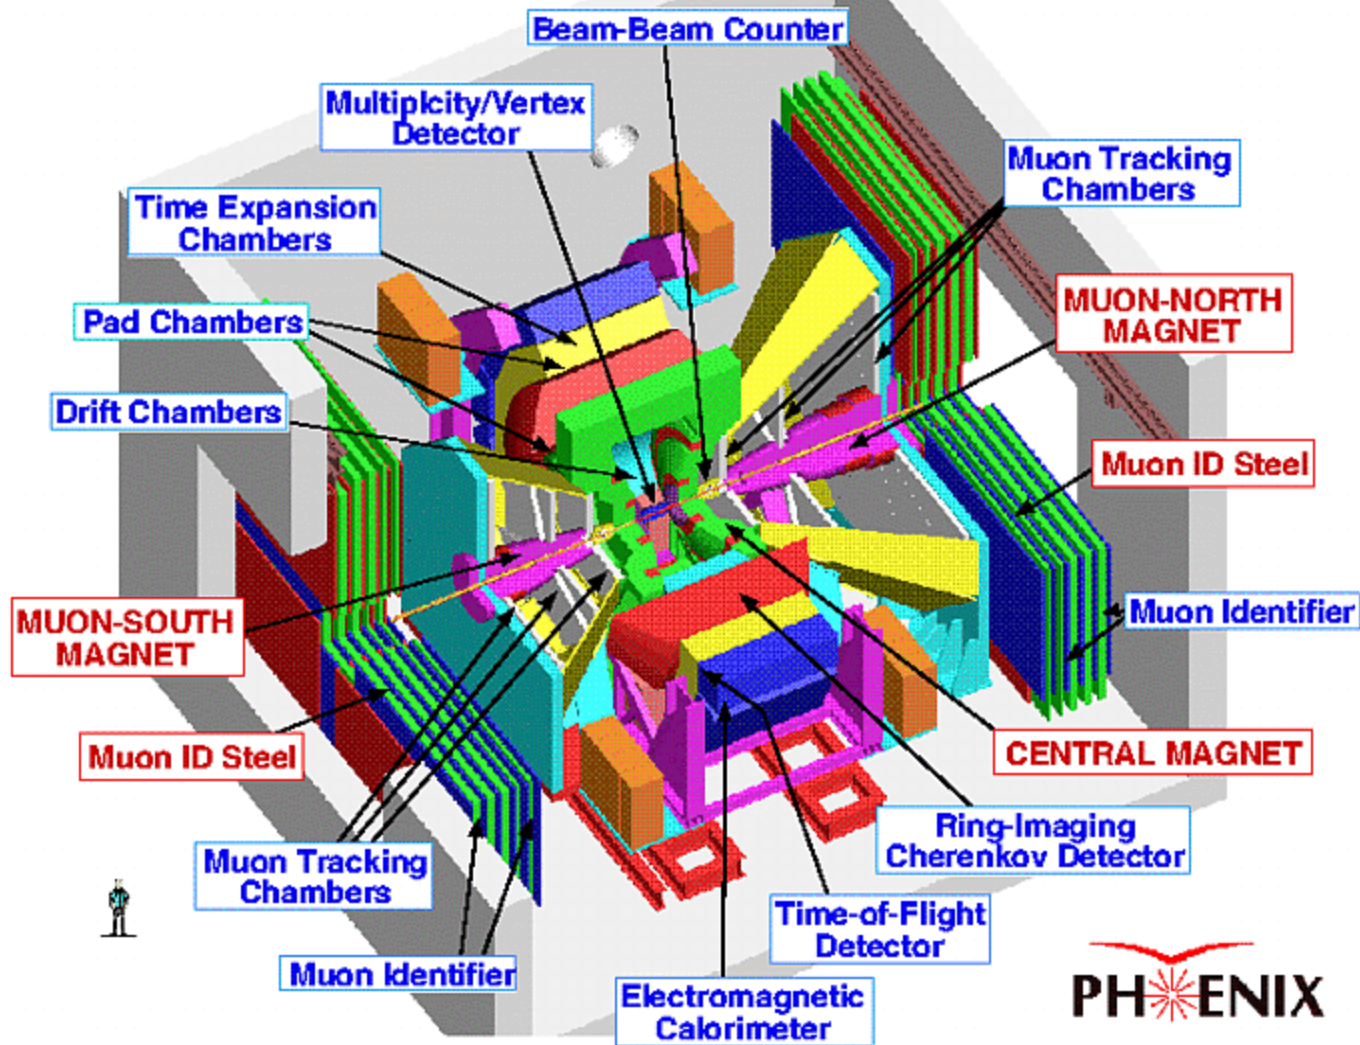 Beam-Beam Counter
Multiplcity/Vertex
Detector
Muon Tracking
Chambers
Time Expansion
Chambers
MUON-NORTH
MAGNET
Pad Chambers
Drift Chambers
Muon ID Steel
Muon Identifier
MUON-SOUTH
MAGNET
Muon ID Steel
CENTRAL MAGNET
Ring-Imaging
Cherenkov Detector
Muon Tracking
Chambers
Time-of-Flight
Detector
Muon Identifier
Electromagnetic
Calorimeter
PHENIX